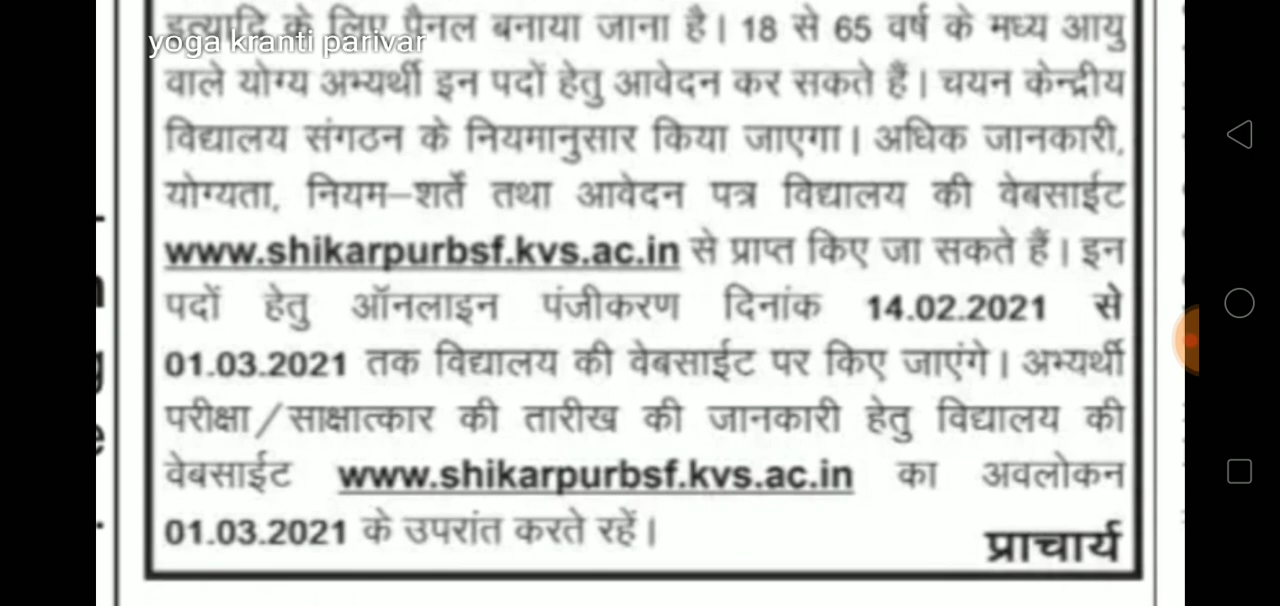 इत्यादि के लिए पैनल बनाया जाना है। 18 से 65 वर्ष के मध्य आयु
yoga kranti parivar
वाले योग्य अभ्यर्थी इन पदों हेतु आवेदन कर सकते हैं। चयन केन्द्रीय
विद्यालय संगठन के नियमानुसार किया जाएगा। अधिक जानकारी,
योग्यता, नियम–शर्तें तथा आवेदन पत्र विद्यालय की वेबसाईट
www.shikarpurbsf.kvs.ac.in से प्राप्त किए जा सकते हैं। इन
पदों हेतु ऑनलाइन पंजीकरण दिनांक 14.02.2021 से
01.03.2021 तक विद्यालय की वेबसाईट पर किए जाएंगे। अभ्यर्थी
परीक्षा/साक्षात्कार की तारीख की जानकारी हेतु विद्यालय की
वेबसाईट www.shikarpurbsf.kvs.ac.in का अवलोकन
01.03.2021 के उपरांत करते रहें।
प्राचार्य